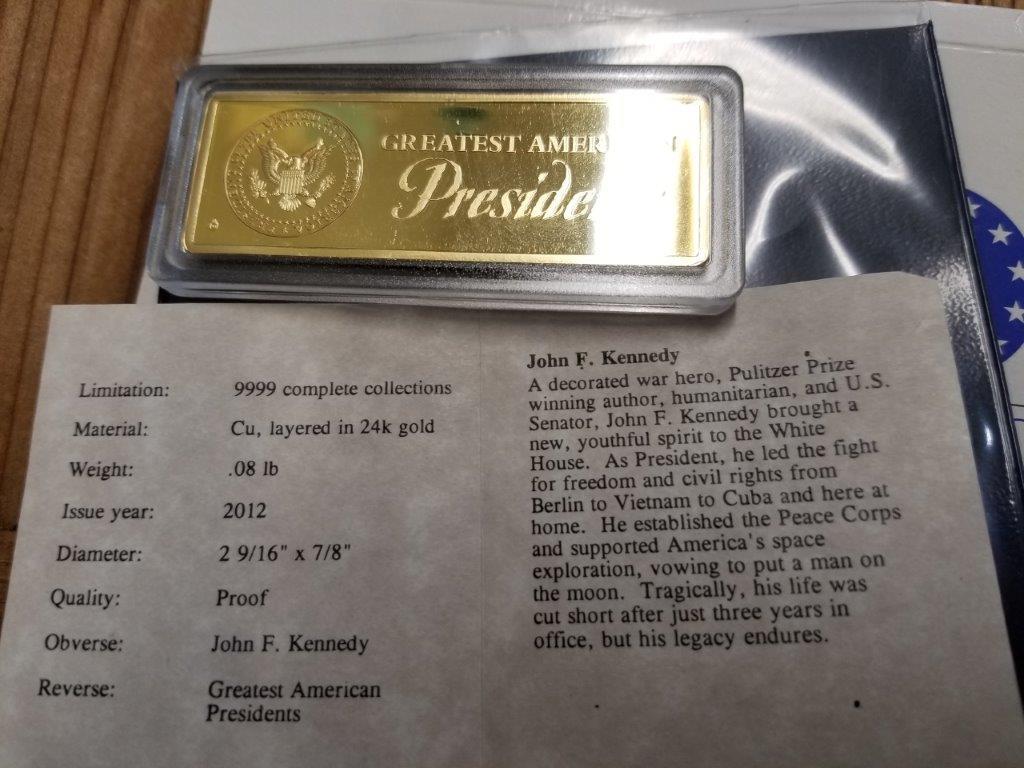 GREATEST AMER
Preside
Limitation: 9999 complete collections
Material: Cu, layered in 24k gold
Weight: .08 lb
Issue year: 2012
Diameter: 2 9/16" x 7/8"
Quality: Proof
Obverse: John F. Kennedy
Reverse: Greatest American
Presidents
John F. Kennedy
A decorated war hero, Pulitzer Prize
winning author, humanitarian, and U.S.
Senator, John F. Kennedy brought a
new, youthful spirit to the White
House. As President, he led the fight
for freedom and civil rights from
Berlin to Vietnam to Cuba and here at
home. He established the Peace Corps
and supported America's space
exploration, vowing to put a man on
the moon. Tragically, his life was
cut short after just three years in
office, but his legacy endures.